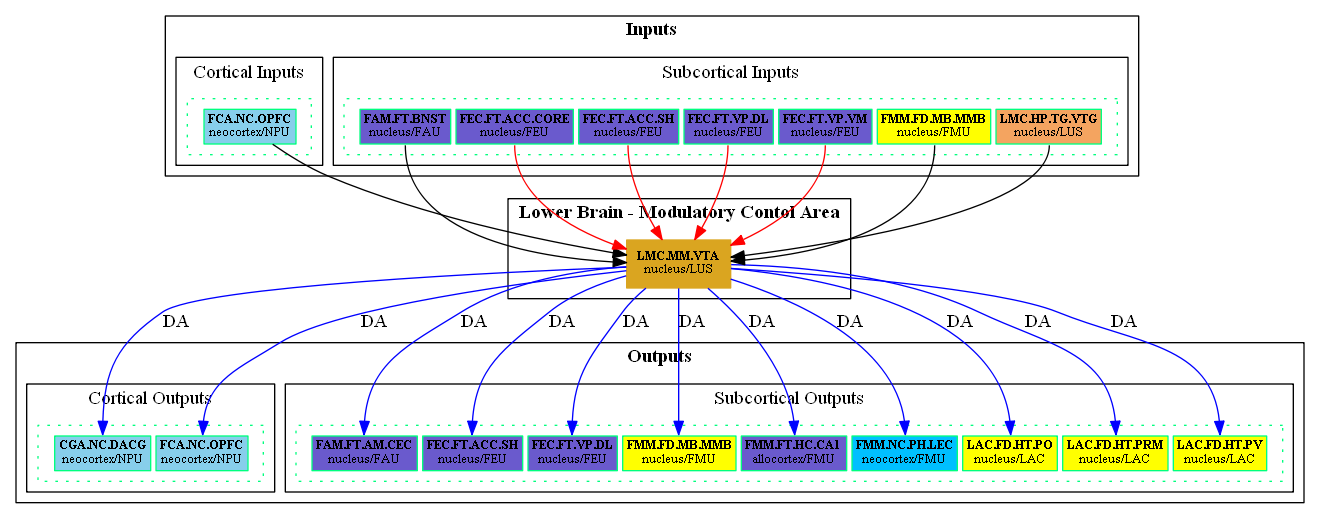 Inputs
Cortical Inputs
Subcortical Inputs
FCA.NC.OPFC
neocortex/NPU
FAM.FT.BNST
nucleus/FAU
FEC.FT.ACC.CORE
nucleus/FEU
FEC.FT.ACC.SH
nucleus/FEU
FEC.FT.VP.DL
nucleus/FEU
FEC.FT.VP.VM
nucleus/FEU
FMM.FD.MB.MMB
nucleus/FMU
LMC.HP.TG.VTG
nucleus/LUS
Lower Brain - Modulatory Contol Area
LMC.MM.VTA
nucleus/LUS
DA
DA
DA
DA
DA
DA
DA
DA
DA
DA
DA
Outputs
Cortical Outputs
Subcortical Outputs
CGA.NC.DACG
neocortex/NPU
FCA.NC.OPFC
neocortex/NPU
FAM.FT.AM.CEC
nucleus/FAU
FEC.FT.ACC.SH
nucleus/FEU
FEC.FT.VP.DL
nucleus/FEU
FMM.FD.MB.MMB
nucleus/FMU
FMM.FT.HC.CA1
allocortex/FMU
FMM.NC.PH.LEC
neocortex/FMU
LAC.FD.HT.PO
nucleus/LAC
LAC.FD.HT.PRM
nucleus/LAC
LAC.FD.HT.PV
nucleus/LAC